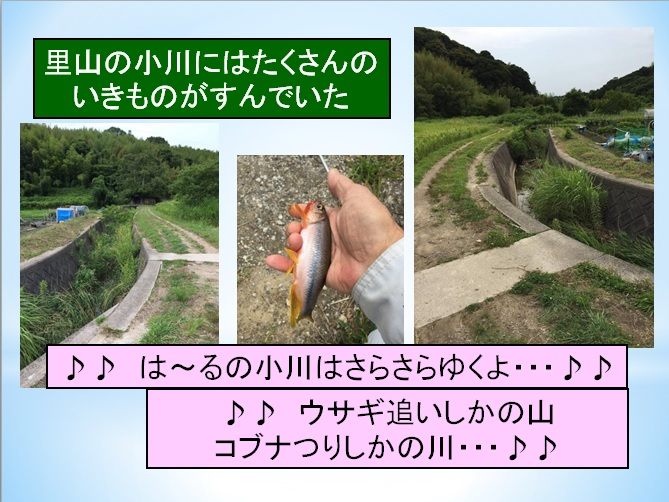 里山の小川にはたくさんの
いきものがすんでいた
♪♪　は～るの小川はさらさらゆくよ・・・♪♪
♪♪　ウサギ追いしかの山
コブナつりしかの川・・・♪♪